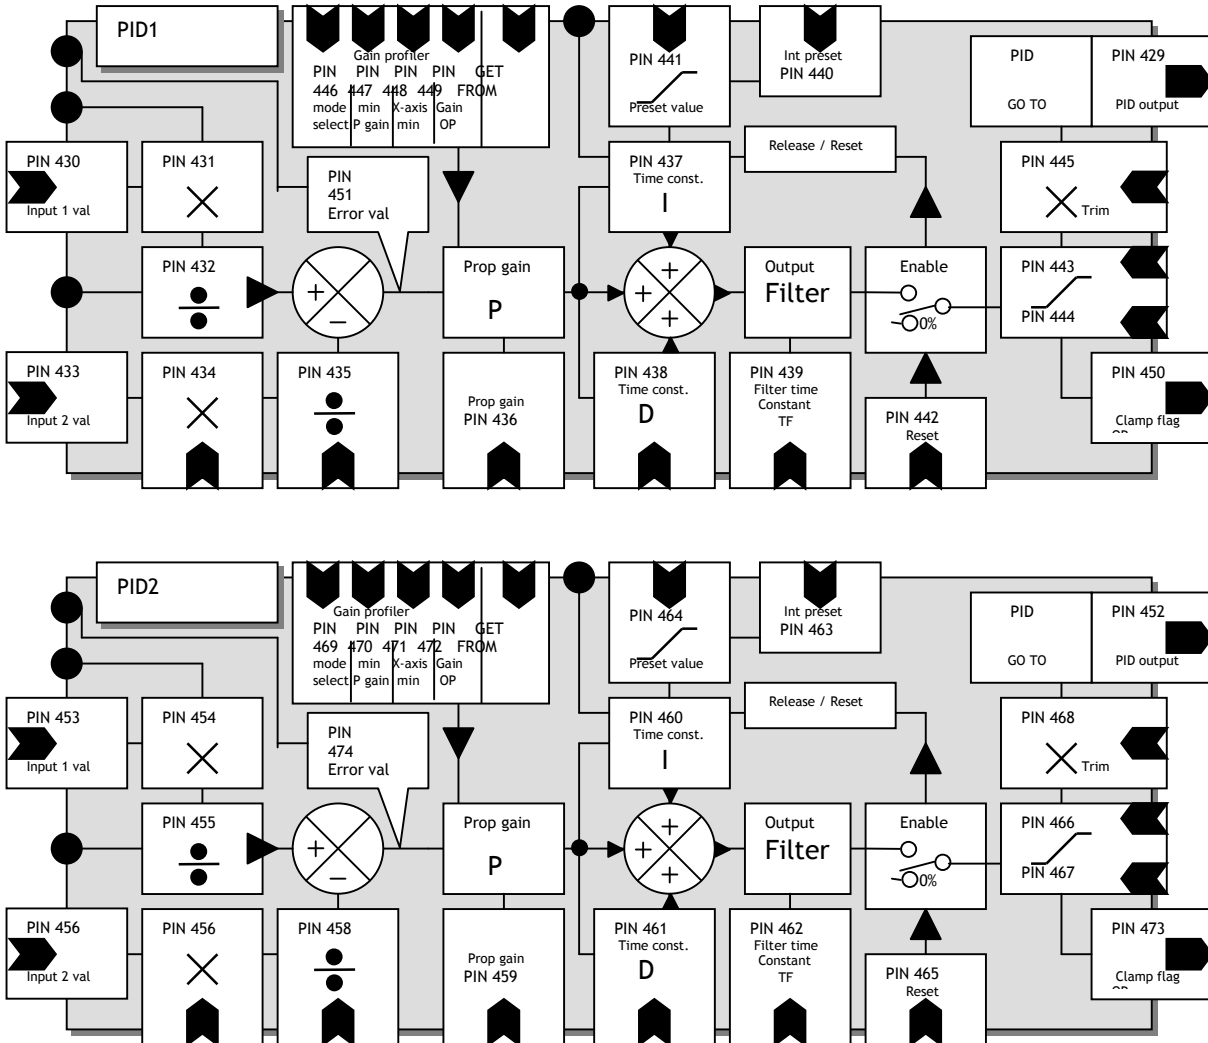 PID1
Gain profiler
PIN PIN PIN PIN GET
446 447 448 449 FROM
mode min X-axis Gain
select P gain min OP
PIN 441
Preset value
Int preset
PIN 440
PID
GO TO
PIN 429
PID output
PIN 430
Input 1 val
PIN 431
PIN
451
Error val
PIN 437
Time const.
I
Release / Reset
PIN 445
Trim
PIN 432
+
–
Prop gain
P
+
+
+
Output
Filter
Enable
0%
PIN 443
PIN 444
PIN 433
Input 2 val
PIN 434
PIN 435
Prop gain
PIN 436
PIN 438
Time const.
D
PIN 439
Filter time
Constant
TF
PIN 442
Reset
PIN 450
Clamp flag
PID2
Gain profiler
PIN PIN PIN PIN GET
469 470 471 472 FROM
mode min X-axis Gain
select P gain min OP
PIN 464
Preset value
Int preset
PIN 463
PID
GO TO
PIN 452
PID output
PIN 453
Input 1 val
PIN 454
PIN
474
Error val
PIN 460
Time const.
I
Release / Reset
PIN 468
Trim
PIN 455
+
–
Prop gain
P
+
+
+
Output
Filter
Enable
0%
PIN 466
PIN 467
PIN 456
Input 2 val
PIN 456
PIN 458
Prop gain
PIN 459
PIN 461
Time const.
D
PIN 462
Filter time
Constant
TF
PIN 465
Reset
PIN 473
Clamp flag